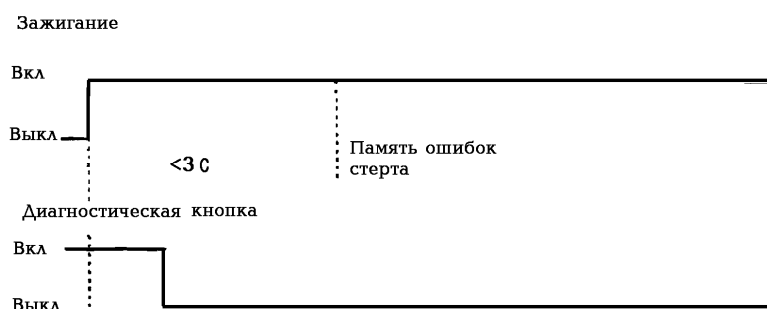 Зажигание
Вкл
Выкл
<3 с
Память ошибок
стерта
Диагностическая кнопка
Вкл
Выкл